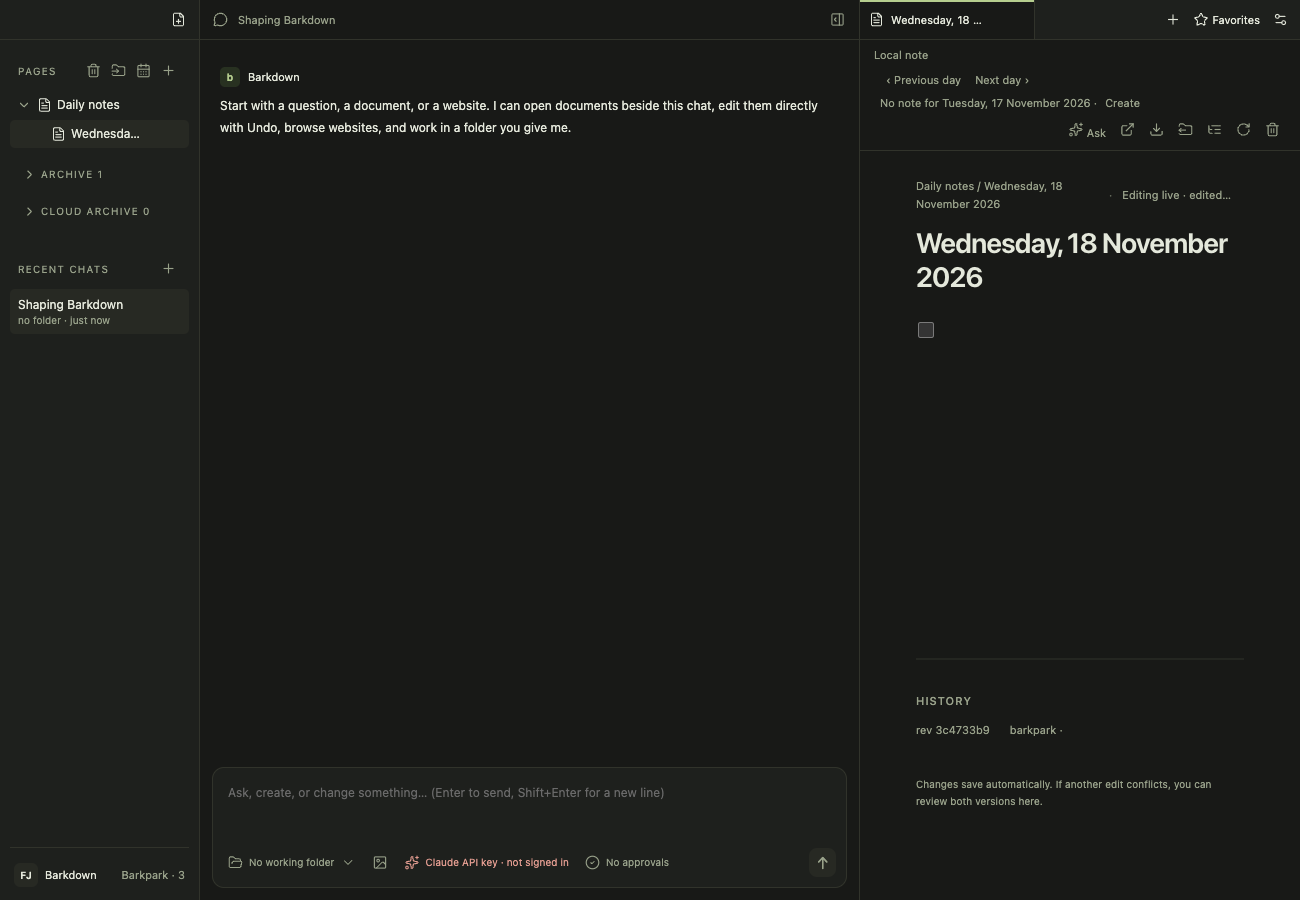 Shaping Barkdown
Wednesday, 18 ...
Favorites
PAGES
Daily notes
Wednesda...
ARCHIVE 1
CLOUD ARCHIVE 0
RECENT CHATS
Shaping Barkdown
no folder · just now
FJ Barkdown Barkpark · 3
b Barkdown
Start with a question, a document, or a website. I can open documents beside this chat, edit them directly
with Undo, browse websites, and work in a folder you give me.
Ask, create, or change something... (Enter to send, Shift+Enter for a new line)
No working folder
Claude API key · not signed in
No approvals
Local note
‹ Previous day Next day ›
No note for Tuesday, 17 November 2026 · Create
Ask
Daily notes / Wednesday, 18
November 2026
· Editing live · edited...
Wednesday, 18 November
2026
HISTORY
rev 3c4733b9 barkpark ·
Changes save automatically. If another edit conflicts, you can
review both versions here.